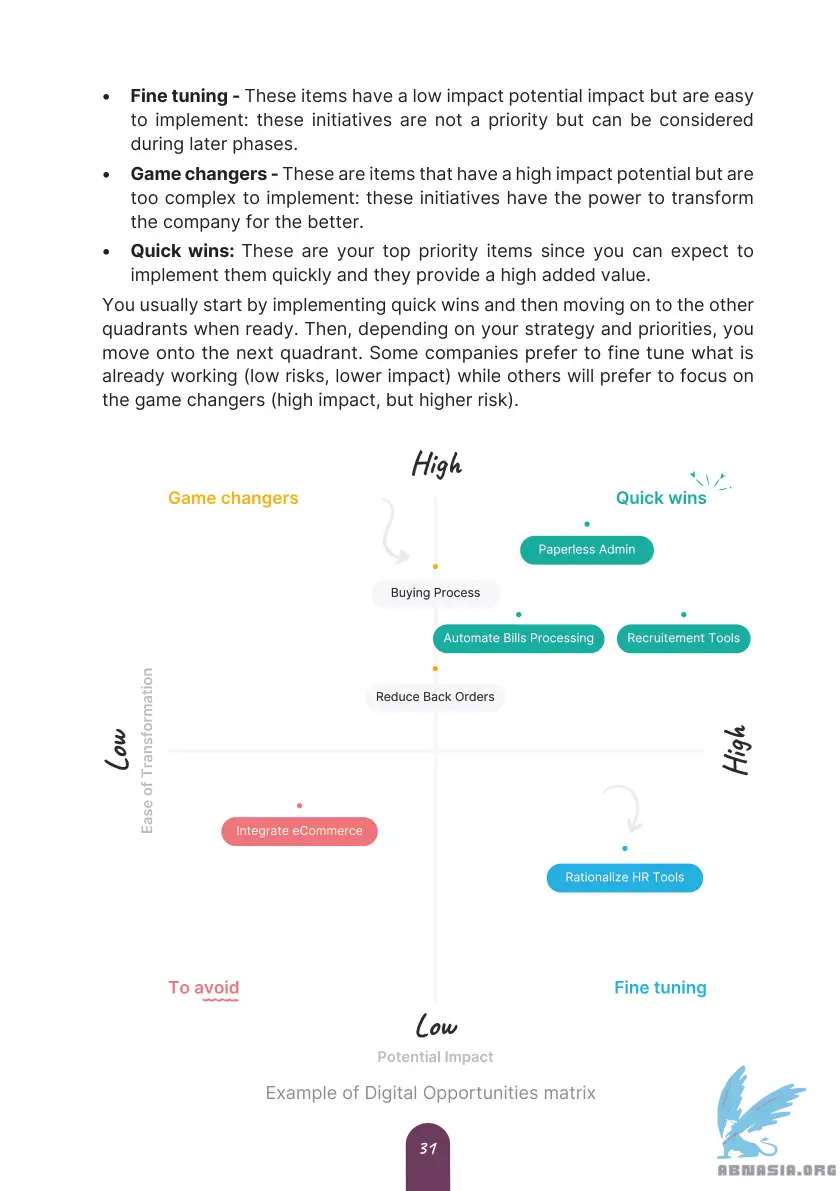 • Fine tuning - These items have a low impact potential impact but are easy
to implement: these initiatives are not a priority but can be considered
during later phases.
• Game changers - These are items that have a high impact potential but are
too complex to implement: these initiatives have the power to transform
the company for the better.
• Quick wins: These are your top priority items since you can expect to
implement them quickly and they provide a high added value.
You usually start by implementing quick wins and then moving on to the other
quadrants when ready. Then, depending on your strategy and priorities, you
move onto the next quadrant. Some companies prefer to fine tune what is
already working (low risks, lower impact) while others will prefer to focus on
the game changers (high impact, but higher risk).
High
Game changers
Quick wins
Paperless Admin
Buying Process
Automate Bills Processing
Recruitement Tools
Reduce Back Orders
Low
Ease of Transformation
High
Integrate eCommerce
Rationalize HR Tools
To avoid
Fine tuning
Low
Potential Impact
Example of Digital Opportunities matrix
31
ABNASIA.ORG